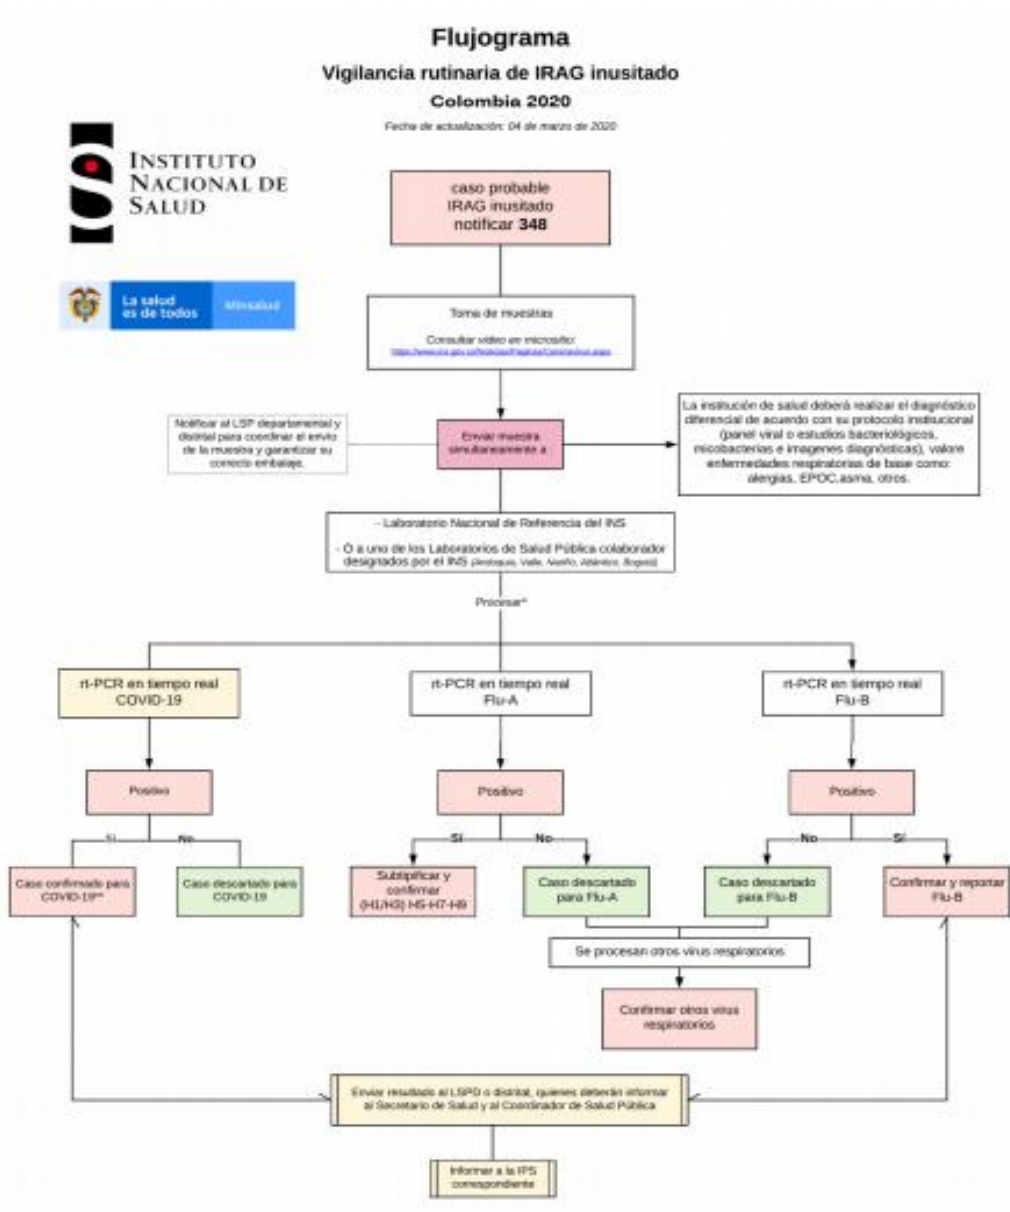 Flujograma
Vigilancia rutinaria de IRAG inusitado
Colombia 2020
Fecha de actualización: 04 de marzo de 2020
INSTITUTO
NACIONAL DE
SALUD
La salud
es de todos
Minsalud
caso probable
IRAG inusitado
notificar 348
Toma de muestras
Consultar video en micrositio:
Notificar al LSP departamental y
distrital para coordinar el envío
de la muestra y garantizar su
correcto embalaje.
Enviar muestra
simultaneamente a
La institución de salud deberá realizar el diagnóstico
diferencial de acuerdo con su protocolo institucional
(panel viral o estudios bacteriológicos,
micobacterias e imagenes diagnósticas), valore
enfermedades respiratorias de base como:
alergias, EPOC,asma, otros.
- Laboratorio Nacional de Referencia del INS
- O a uno de los Laboratorios de Salud Pública colaborador
designados por el INS (Antioquia, Valle, Nariño, Atlántico, Bogotá)
Procesar*
rt-PCR en tiempo real
COVID-19
rt-PCR en tiempo real
Flu-A
rt-PCR en tiempo real
Flu-B
Positivo
Positivo
Positivo
Sí
No
Sí
No
No
Sí
Caso confirmado para
COVID-19**
Caso descartado para
COVID-19
Subtipificar y
confirmar
(H1/H3) H5-H7-H9
Caso descartado
para Flu-A
Caso descartado
para Flu-B
Confirmar y reportar
Flu-B
Se procesan otros virus respiratorios
Confirmar otros virus
respiratorios
Enviar resultado al LSPD o distrital, quienes deberán informar
al Secretario de Salud y al Coordinador de Salud Pública
Informar a la IPS
correspondiente